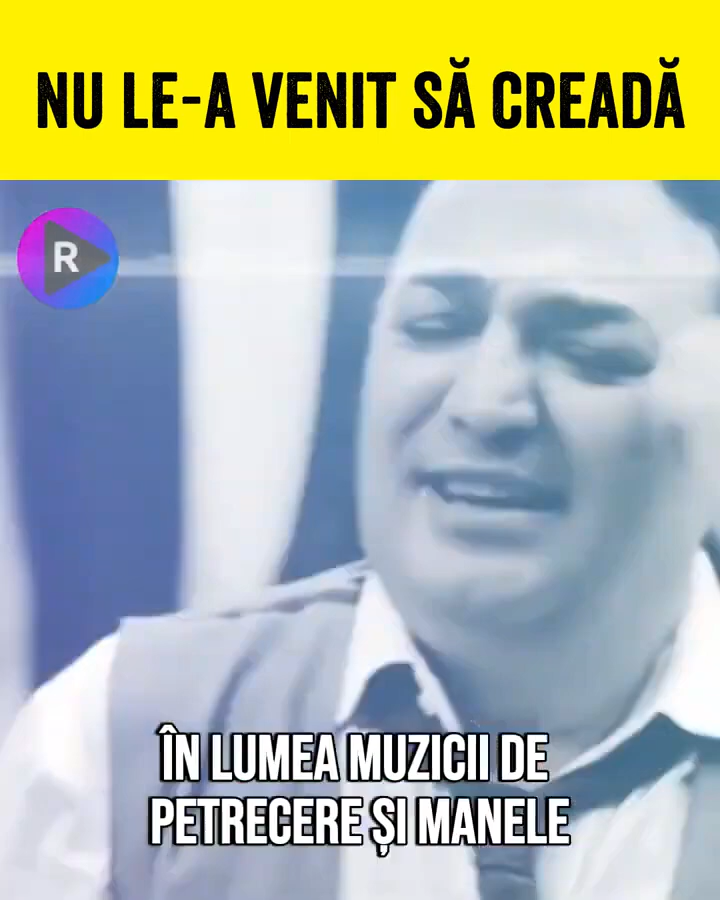 NU LE-A VENIT SĂ CREADĂ
R
ÎN LUMEA MUZICII DE
PETRECERE ȘI MANELE